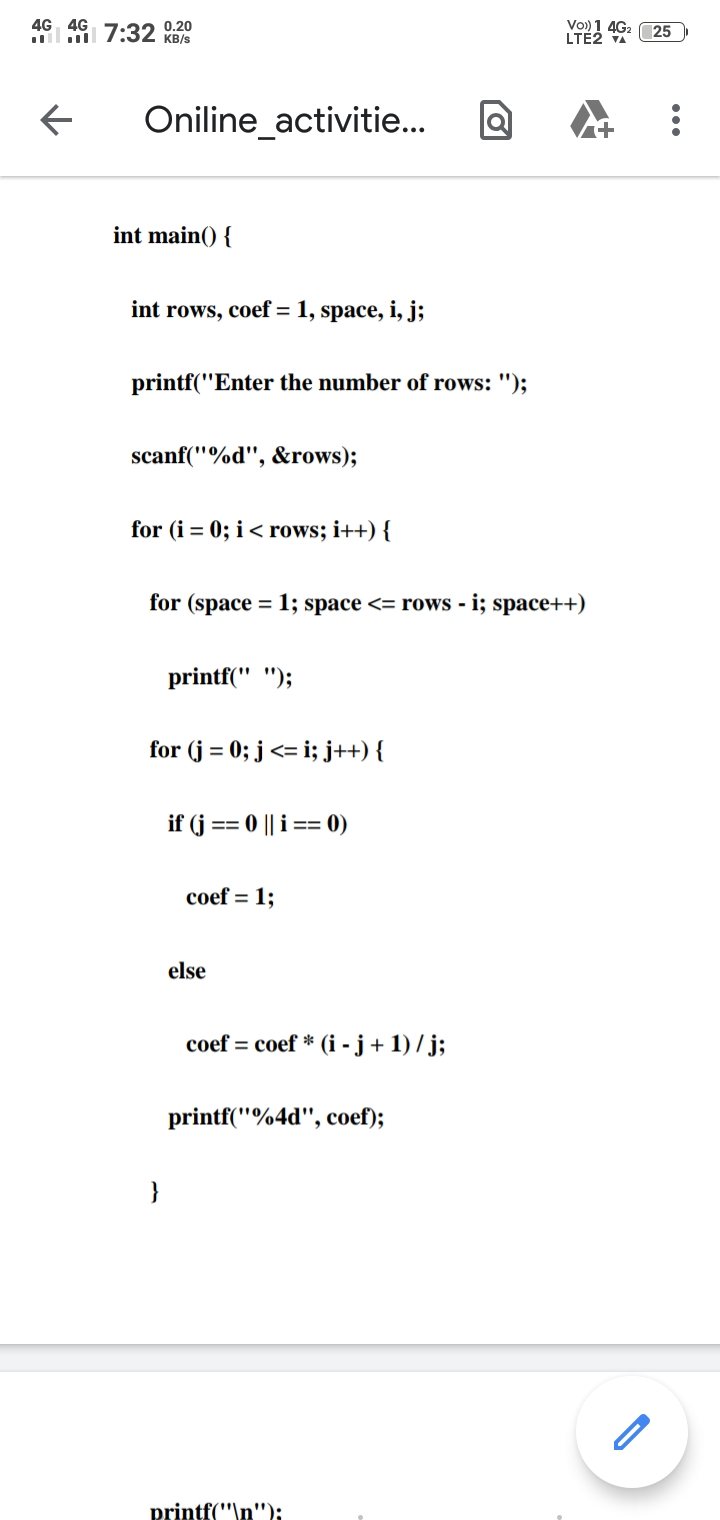 4G 4G 7:32 0.20 KB/s Vo)) 1 4G2 LTE2 25
Oniline_activitie...
int main() {
int rows, coef = 1, space, i, j;
printf("Enter the number of rows: ");
scanf("%d", &rows);
for (i = 0; i < rows; i++) {
for (space = 1; space <= rows - i; space++)
printf("  ");
for (j = 0; j <= i; j++) {
if (j == 0 || i == 0)
coef = 1;
else
coef = coef * (i - j + 1) / j;
printf("%4d", coef);
}
printf("\n");